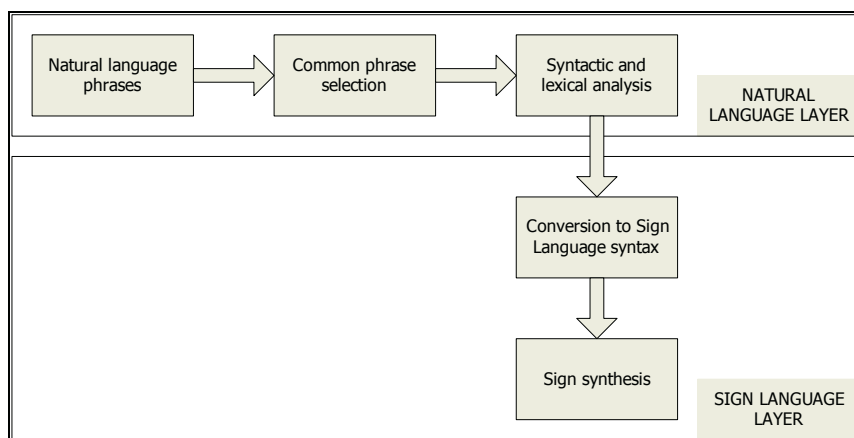 Natural language
phrases
Common phrase
selection
Syntactic and
lexical analysis
NATURAL
LANGUAGE LAYER
Conversion to Sign
Language syntax
Sign synthesis
SIGN LANGUAGE
LAYER